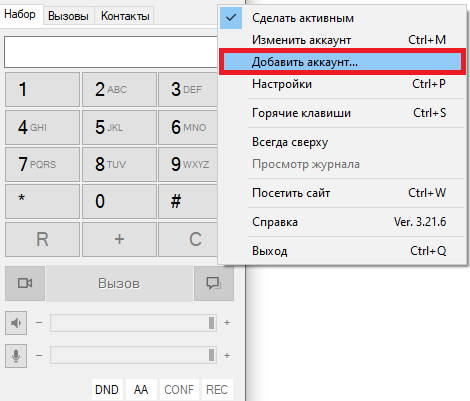 Набор Вызовы Контакты
1 2 ABC 3 DEF
4 GHI 5 JKL 6 MNO
7 PQRS 8 TUV 9 WXYZ
* 0 #
R + C
Вызов
− +
− +
DND AA CONF REC
Сделать активным
Изменить аккаунт Ctrl+M
Добавить аккаунт...
Настройки Ctrl+P
Горячие клавиши Ctrl+S
Всегда сверху
Просмотр журнала
Посетить сайт Ctrl+W
Справка Ver. 3.21.6
Выход Ctrl+Q